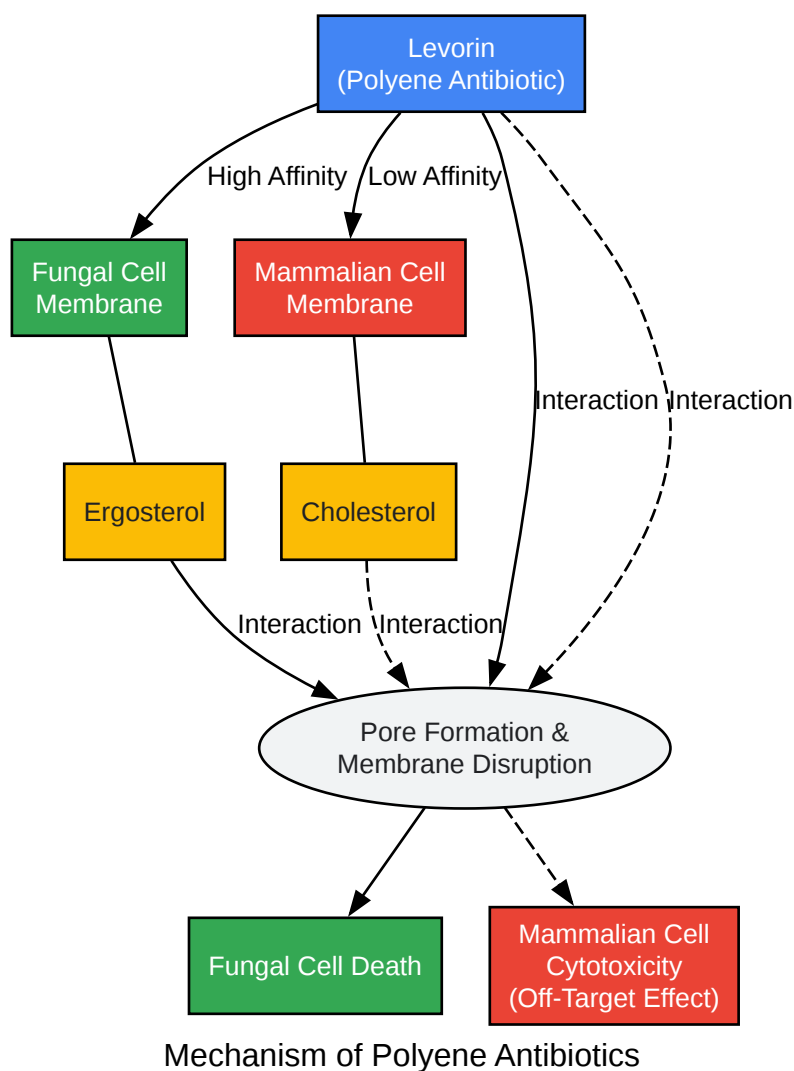 Levorin
(Polyene Antibiotic)
High Affinity
Low Affinity
Fungal Cell
Membrane
Mammalian Cell
Membrane
Interaction
Interaction
Ergosterol
Cholesterol
Interaction
Interaction
Pore Formation &
Membrane Disruption
Fungal Cell Death
Mammalian Cell
Cytotoxicity
(Off-Target Effect)
Mechanism of Polyene Antibiotics